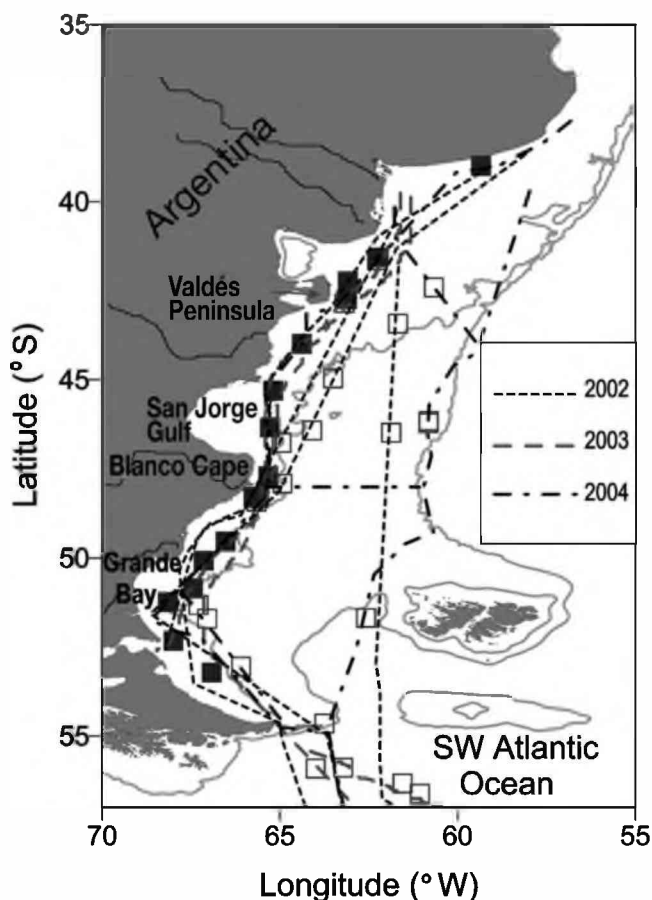 35
40
45
50
55
Latitude (°S)
Argentina
Valdés
Peninsula
San Jorge
Gulf
Blanco Cape
Grande
Bay
2002
2003
2004
SW Atlantic
Ocean
70
65
60
55
Longitude (°W)